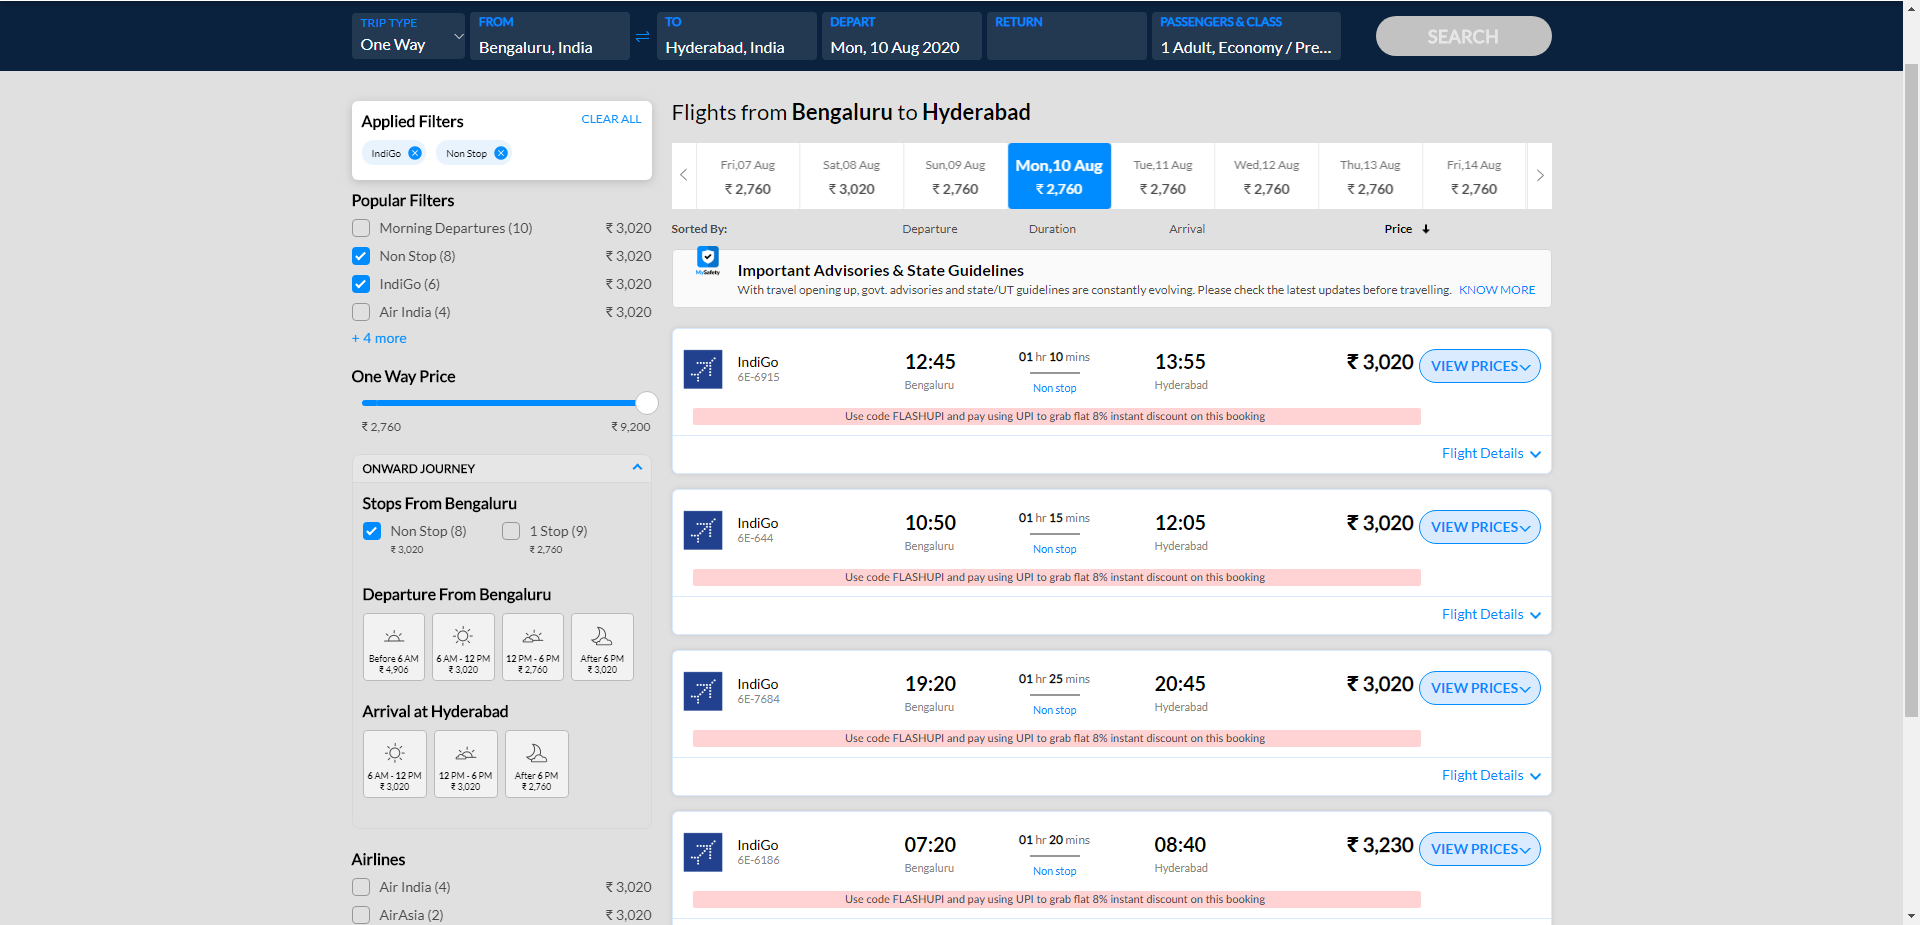 TRIP TYPE
One Way
FROM
Bengaluru, India
TO
Hyderabad, India
DEPART
Mon, 10 Aug 2020
RETURN
PASSENGERS & CLASS
1 Adult, Economy / Pre...
SEARCH
Applied Filters
CLEAR ALL
IndiGo
Non Stop
Popular Filters
Morning Departures (10) ₹ 3,020
Non Stop (8) ₹ 3,020
IndiGo (6) ₹ 3,020
Air India (4) ₹ 3,020
+ 4 more
One Way Price
₹ 2,760 ₹ 9,200
ONWARD JOURNEY
Stops From Bengaluru
Non Stop (8) 1 Stop (9)
₹ 3,020 ₹ 2,760
Departure From Bengaluru
Before 6 AM 6 AM - 12 PM 12 PM - 6 PM After 6 PM
₹ 4,906 ₹ 3,020 ₹ 2,760 ₹ 3,020
Arrival at Hyderabad
6 AM - 12 PM 12 PM - 6 PM After 6 PM
₹ 3,020 ₹ 3,020 ₹ 2,760
Airlines
Air India (4) ₹ 3,020
AirAsia (2) ₹ 3,020
Flights from Bengaluru to Hyderabad
Fri,07 Aug Sat,08 Aug Sun,09 Aug Mon,10 Aug Tue,11 Aug Wed,12 Aug Thu,13 Aug Fri,14 Aug
₹ 2,760 ₹ 3,020 ₹ 2,760 ₹ 2,760 ₹ 2,760 ₹ 2,760 ₹ 2,760 ₹ 2,760
Sorted By: Departure Duration Arrival Price
MySafety
Important Advisories & State Guidelines
With travel opening up, govt. advisories and state/UT guidelines are constantly evolving. Please check the latest updates before travelling. KNOW MORE
IndiGo 12:45 01 hr 10 mins 13:55 ₹ 3,020 VIEW PRICES
6E-6915 Bengaluru Non stop Hyderabad
Use code FLASHUPI and pay using UPI to grab flat 8% instant discount on this booking
Flight Details
IndiGo 10:50 01 hr 15 mins 12:05 ₹ 3,020 VIEW PRICES
6E-644 Bengaluru Non stop Hyderabad
Use code FLASHUPI and pay using UPI to grab flat 8% instant discount on this booking
Flight Details
IndiGo 19:20 01 hr 25 mins 20:45 ₹ 3,020 VIEW PRICES
6E-7684 Bengaluru Non stop Hyderabad
Use code FLASHUPI and pay using UPI to grab flat 8% instant discount on this booking
Flight Details
IndiGo 07:20 01 hr 20 mins 08:40 ₹ 3,230 VIEW PRICES
6E-6186 Bengaluru Non stop Hyderabad
Use code FLASHUPI and pay using UPI to grab flat 8% instant discount on this booking